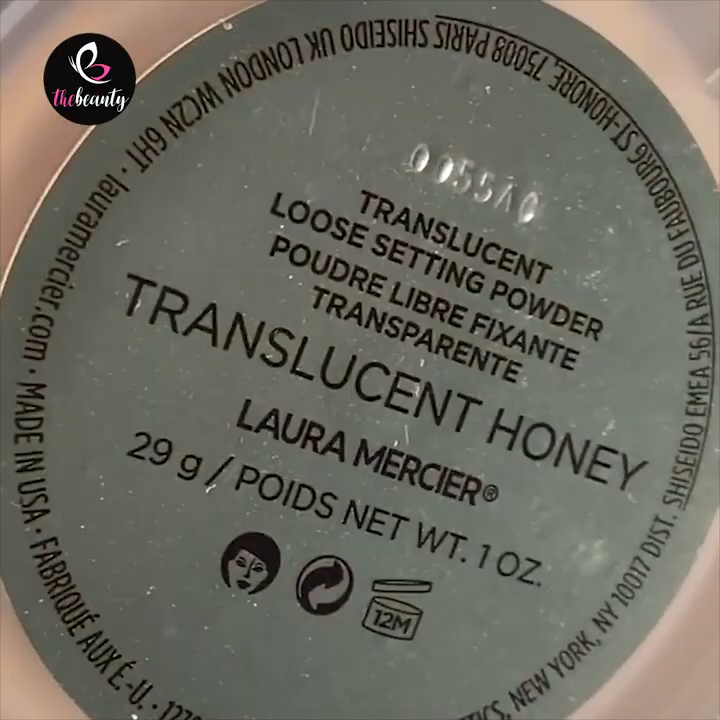 thebeauty
TRANSLUCENT
LOOSE SETTING POWDER
POUDRE LIBRE FIXANTE
TRANSPARENTE
TRANSLUCENT HONEY
LAURA MERCIER®
29 g / POIDS NET WT. 1 OZ.
12M
NEW YORK, NY 10017 DIST. SHISEIDO EMEA 56/A RUE DU FAUBOURG ST-HONORE, 75008 PARIS SHISEIDO UK LONDON WC2N 6HT · lauramercier.com · MADE IN USA · FABRIQUÉ AUX É.-U. ·